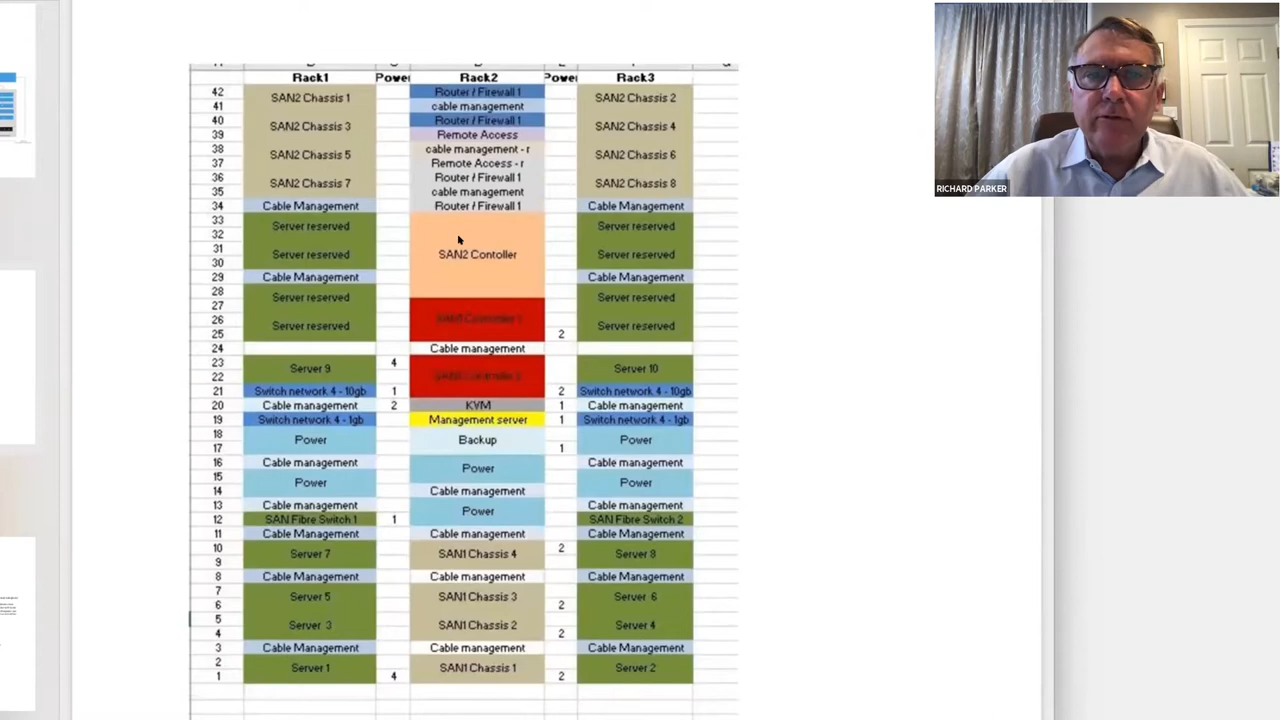 Rack1 Power Rack2 Power Rack3
42 SAN2 Chassis 1 Router / Firewall 1 SAN2 Chassis 2
41 cable management
40 SAN2 Chassis 3 Router / Firewall 1 SAN2 Chassis 4
39 Remote Access
38 SAN2 Chassis 5 cable management - r SAN2 Chassis 6
37 Remote Access - r
36 SAN2 Chassis 7 Router / Firewall 1 SAN2 Chassis 8
35 cable management
34 Cable Management Router / Firewall 1 Cable Management
33 Server reserved Server reserved
32
31 Server reserved SAN2 Contoller Server reserved
30
29 Cable Management Cable Management
28 Server reserved Server reserved
27
26 Server reserved SAN1 Controller 1 Server reserved
25 2
24 Cable management
23 Server 9 4 Server 10
22
21 Switch network 4 - 10gb 1 2 Switch network 4 - 10gb
20 Cable management 2 KVM 1 Cable management
19 Switch network 4 - 1gb Management server 1 Switch network 4 - 1gb
18 Power Backup Power
17 1
16 Cable management Power Cable management
15 Power Power
14 Cable management
13 Cable management Power Cable management
12 SAN Fibre Switch 1 1 SAN Fibre Switch 2
11 Cable Management Cable management Cable Management
10 Server 7 SAN1 Chassis 4 2 Server 8
9
8 Cable Management Cable management Cable Management
7 Server 5 SAN1 Chassis 3 Server 6
6 2
5 Server 3 SAN1 Chassis 2 Server 4
4 2
3 Cable Management Cable management Cable Management
2 Server 1 SAN1 Chassis 1 Server 2
1 4 2
RICHARD PARKER